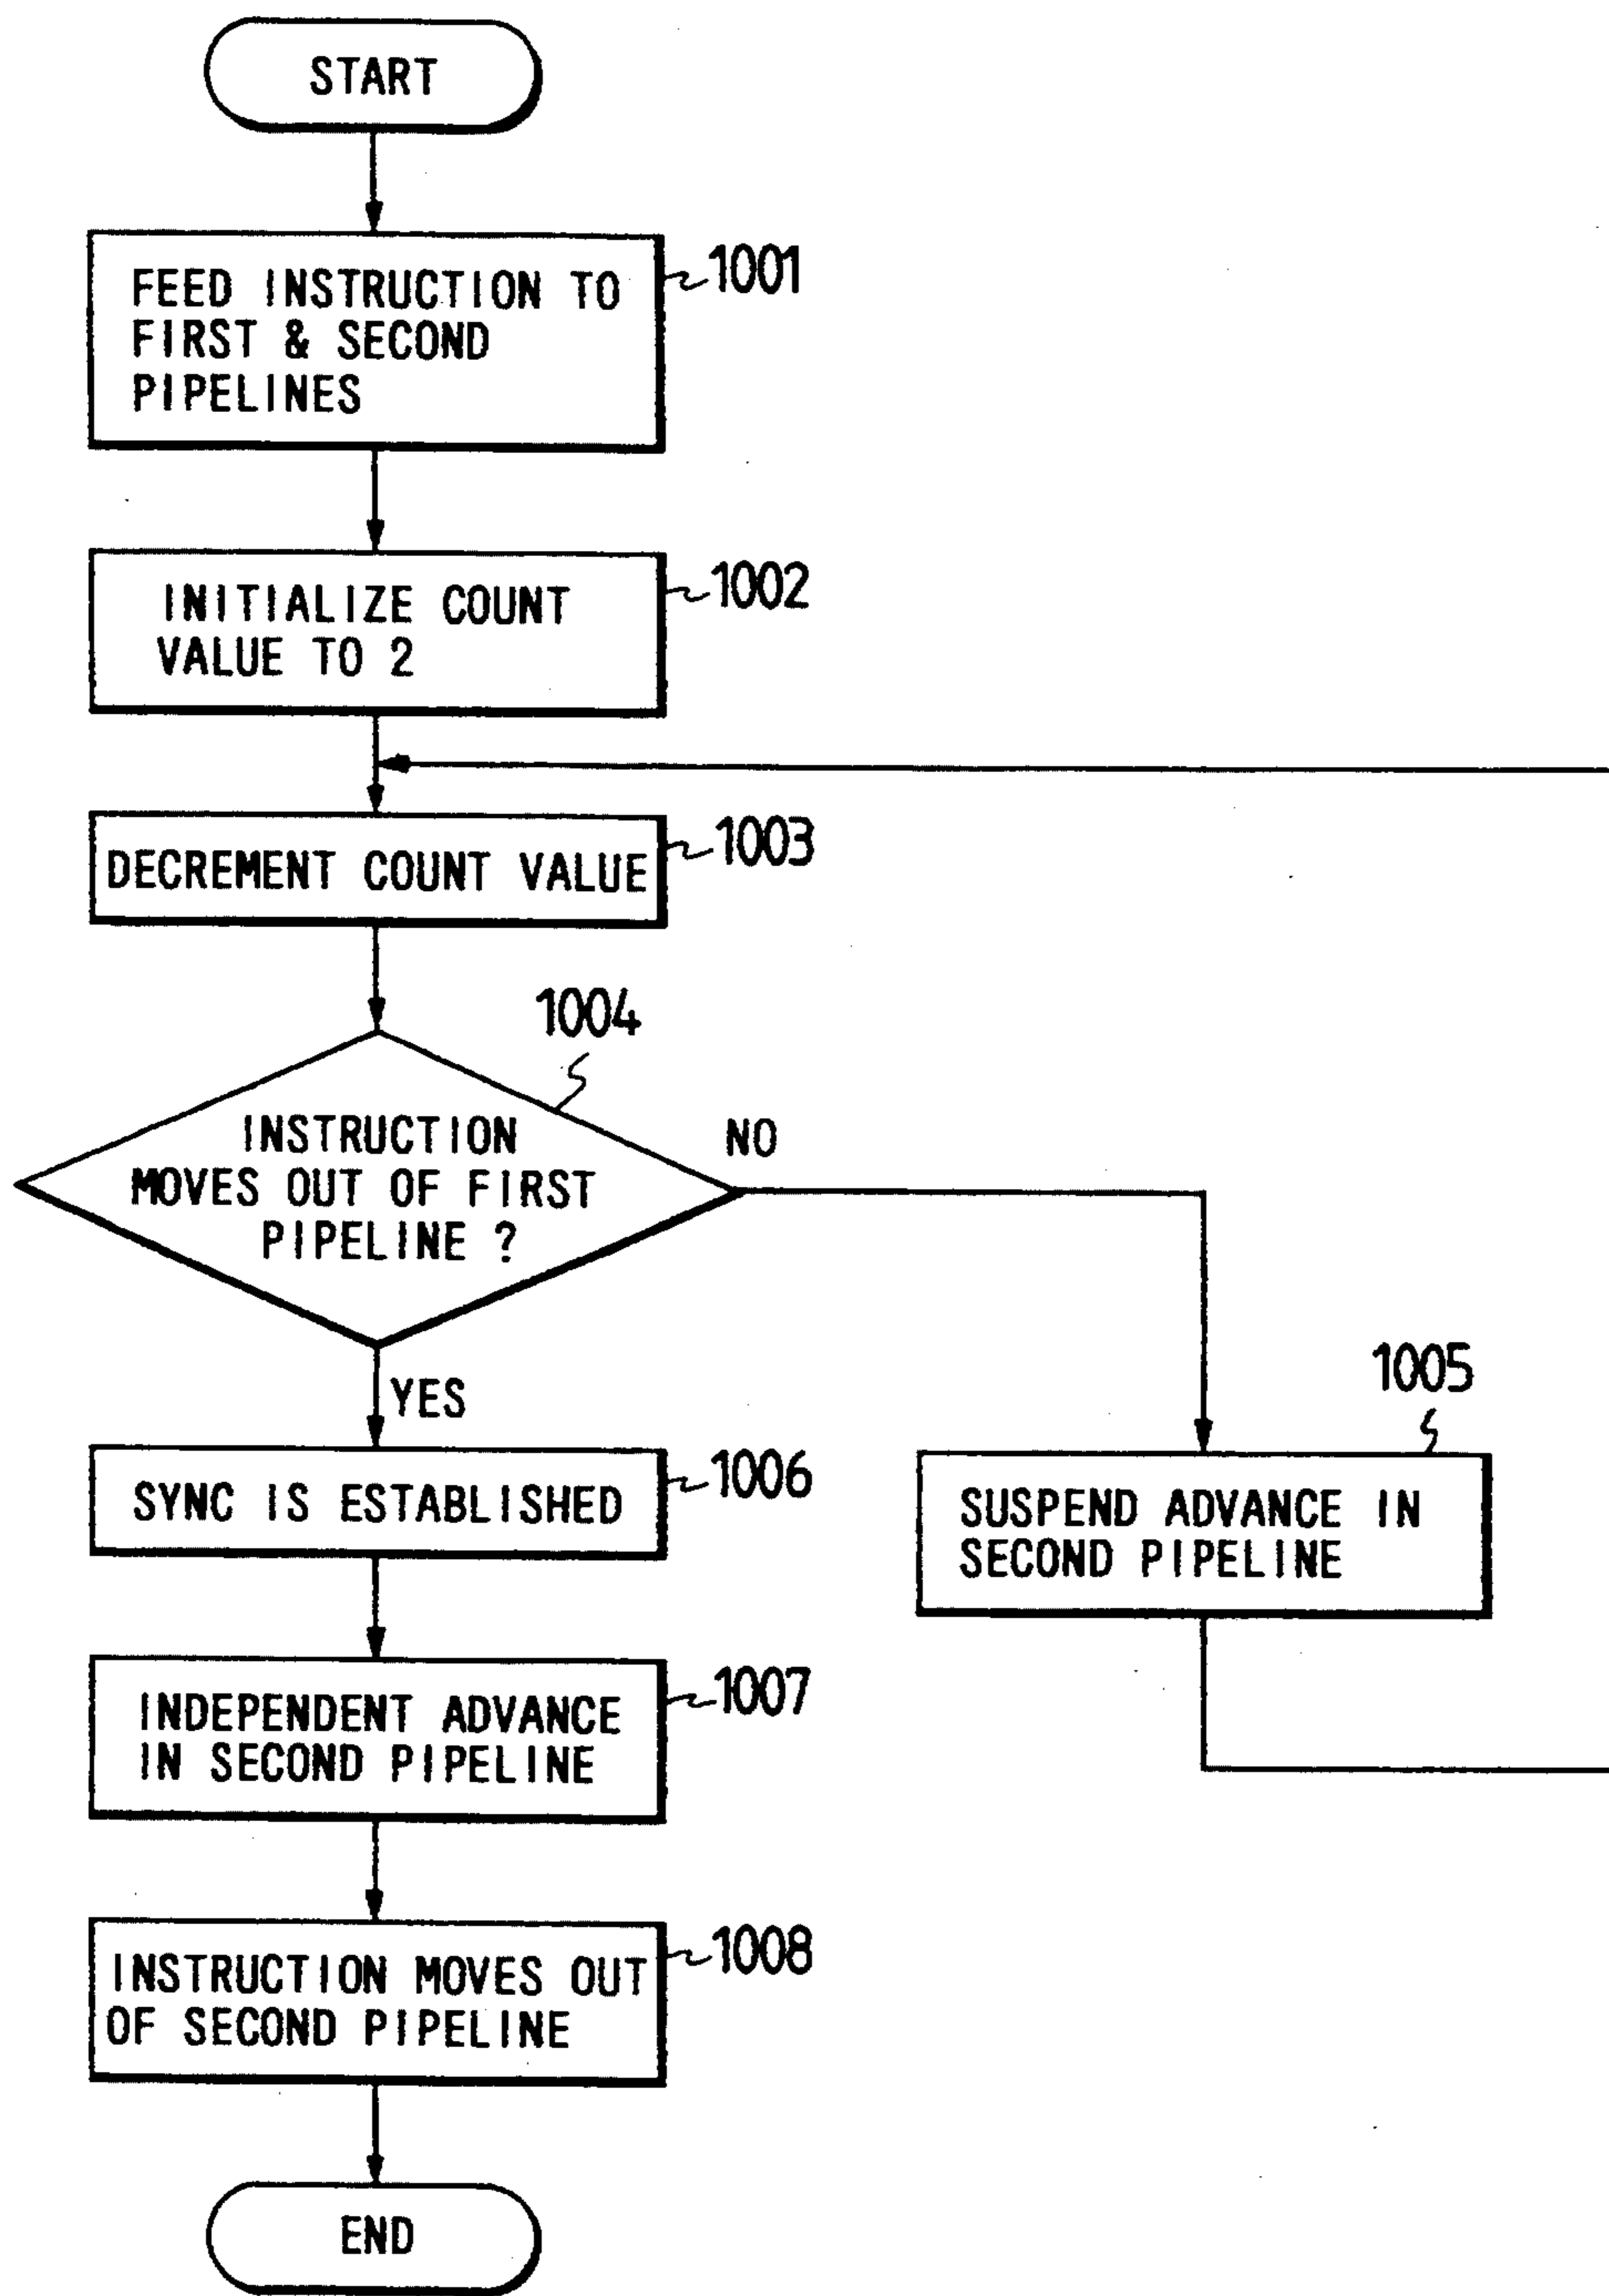 START
FEED INSTRUCTION TO
FIRST & SECOND
PIPELINES
1001
INITIALIZE COUNT
VALUE TO 2
1002
DECREMENT COUNT VALUE
1003
1004
INSTRUCTION
MOVES OUT OF FIRST
PIPELINE ?
NO
YES
1005
SUSPEND ADVANCE IN
SECOND PIPELINE
SYNC IS ESTABLISHED
1006
INDEPENDENT ADVANCE
IN SECOND PIPELINE
1007
INSTRUCTION MOVES OUT
OF SECOND PIPELINE
1008
END